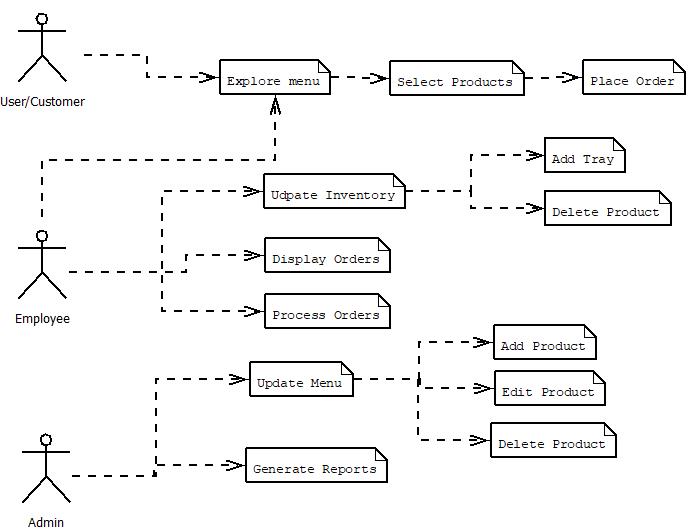 User/Customer
Explore menu
Select Products
Place Order
Employee
Udpate Inventory
Add Tray
Delete Product
Display Orders
Process Orders
Admin
Update Menu
Add Product
Edit Product
Delete Product
Generate Reports